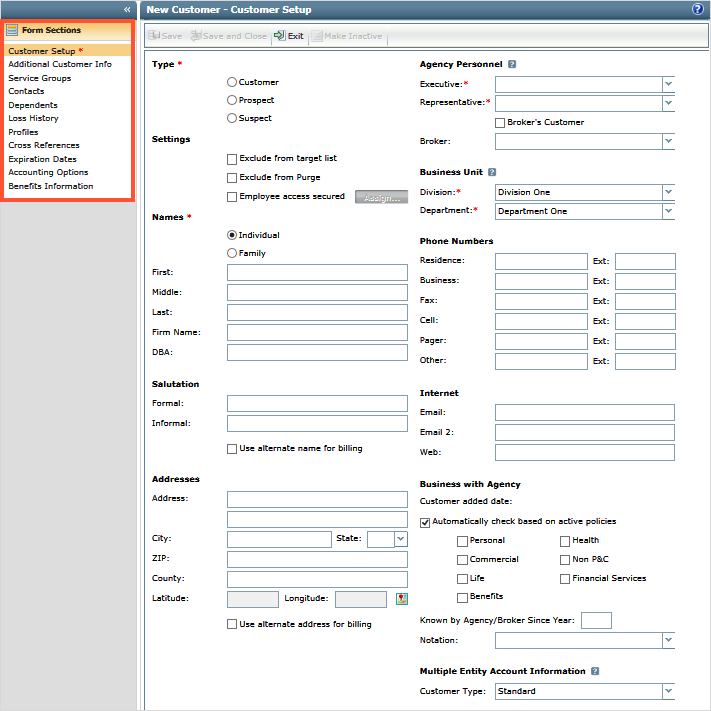 «
New Customer - Customer Setup
?
Form Sections
Customer Setup *
Additional Customer Info
Service Groups
Contacts
Dependents
Loss History
Profiles
Cross References
Expiration Dates
Accounting Options
Benefits Information
Save Save and Close Exit Make Inactive
Type *
Customer
Prospect
Suspect
Settings
Exclude from target list
Exclude from Purge
Employee access secured Assign...
Names *
Individual
Family
First:
Middle:
Last:
Firm Name:
DBA:
Salutation
Formal:
Informal:
Use alternate name for billing
Addresses
Address:
City: State:
ZIP:
County:
Latitude: Longitude:
Use alternate address for billing
Agency Personnel ?
Executive:*
Representative:*
Broker's Customer
Broker:
Business Unit ?
Division:* Division One
Department:* Department One
Phone Numbers
Residence: Ext:
Business: Ext:
Fax: Ext:
Cell: Ext:
Pager: Ext:
Other: Ext:
Internet
Email:
Email 2:
Web:
Business with Agency
Customer added date:
Automatically check based on active policies
Personal Health
Commercial Non P&C
Life Financial Services
Benefits
Known by Agency/Broker Since Year:
Notation:
Multiple Entity Account Information ?
Customer Type: Standard